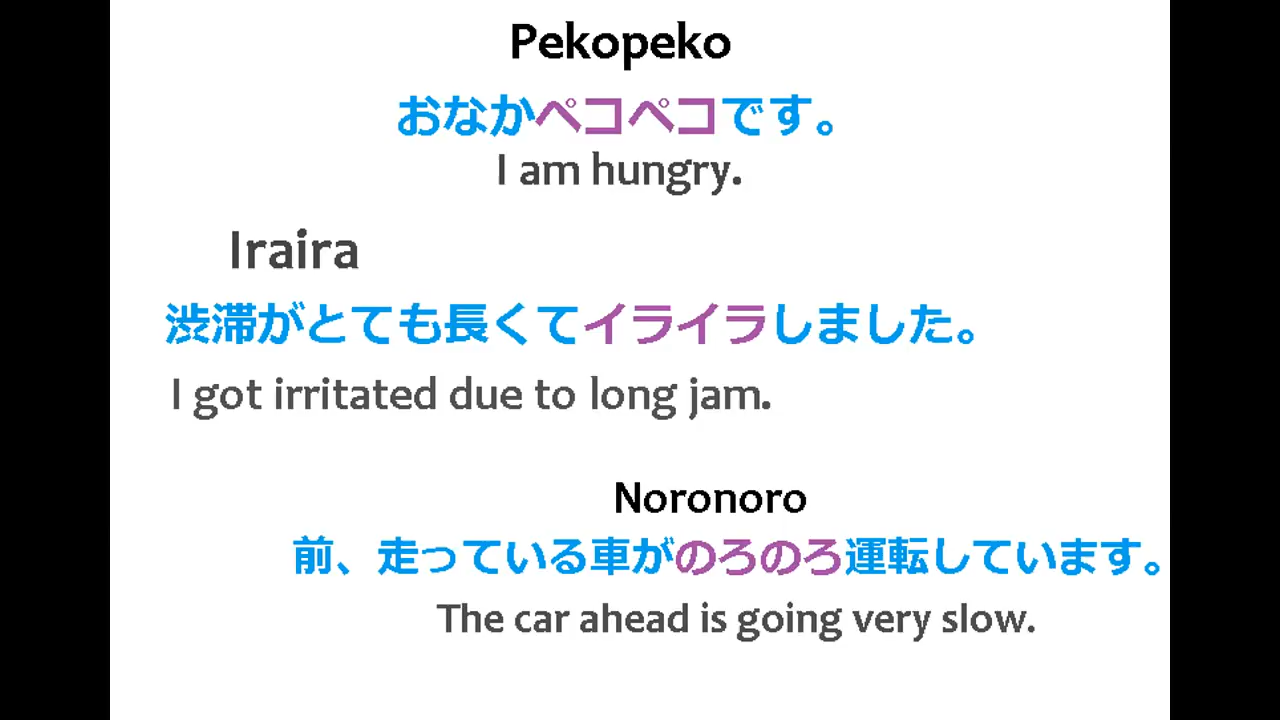 Pekopeko
おなかペコペコです。
I am hungry.
Iraira
渋滞がとても長くてイライラしました。
I got irritated due to long jam.
Noronoro
前、走っている車がのろのろ運転しています。
The car ahead is going very slow.